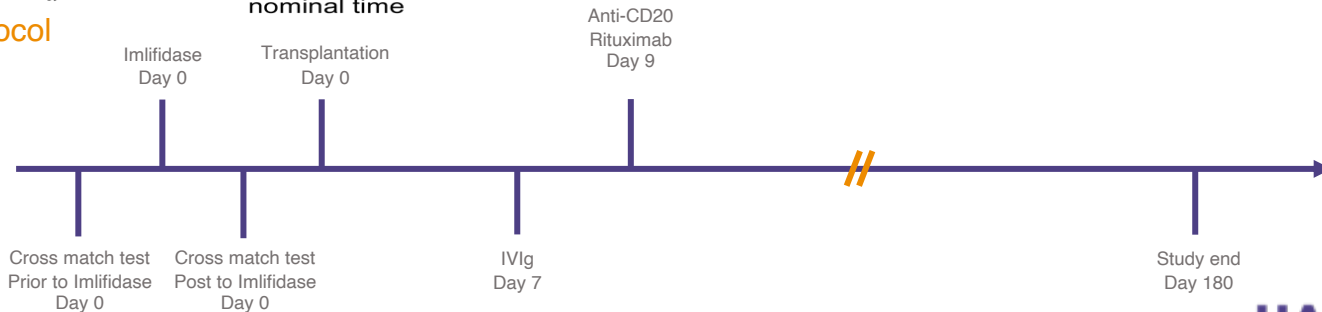 nominal time
ocol
Imlifidase
Day 0
Transplantation
Day 0
Anti-CD20
Rituximab
Day 9
Cross match test
Prior to Imlifidase
Day 0
Cross match test
Post to Imlifidase
Day 0
IVIg
Day 7
Study end
Day 180